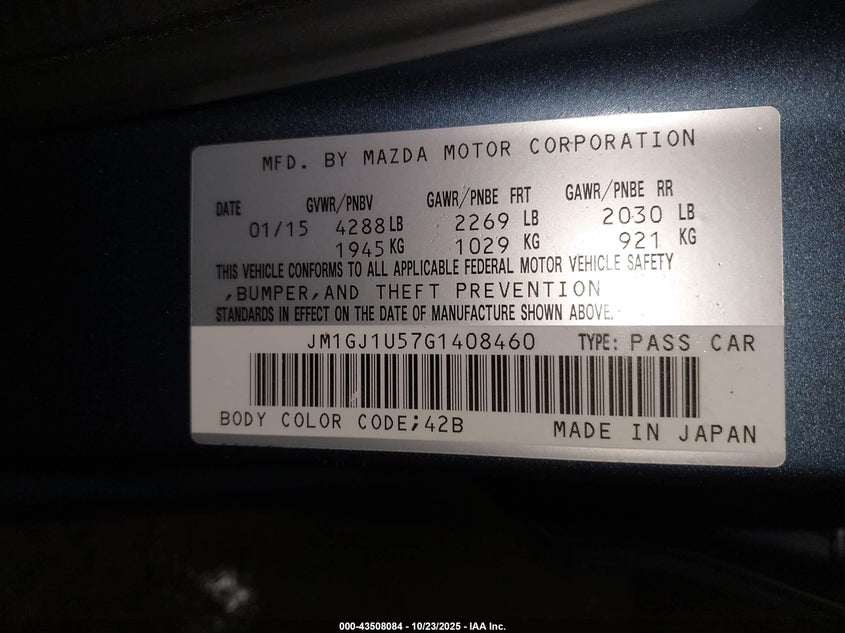 MFD. BY MAZDA MOTOR CORPORATION
DATE GVWR/PNBV GAWR/PNBE FRT GAWR/PNBE RR
01/15 4288 LB 2269 LB 2030 LB
1945 KG 1029 KG 921 KG
THIS VEHICLE CONFORMS TO ALL APPLICABLE FEDERAL MOTOR VEHICLE SAFETY
,BUMPER,AND THEFT PREVENTION
STANDARDS IN EFFECT ON THE DATE OF MANUFACTURE SHOWN ABOVE.
JM1GJ1U57G1408460 TYPE: PASS CAR
BODY COLOR CODE;42B MADE IN JAPAN
000-43508084 - 10/23/2025 - IAA Inc.